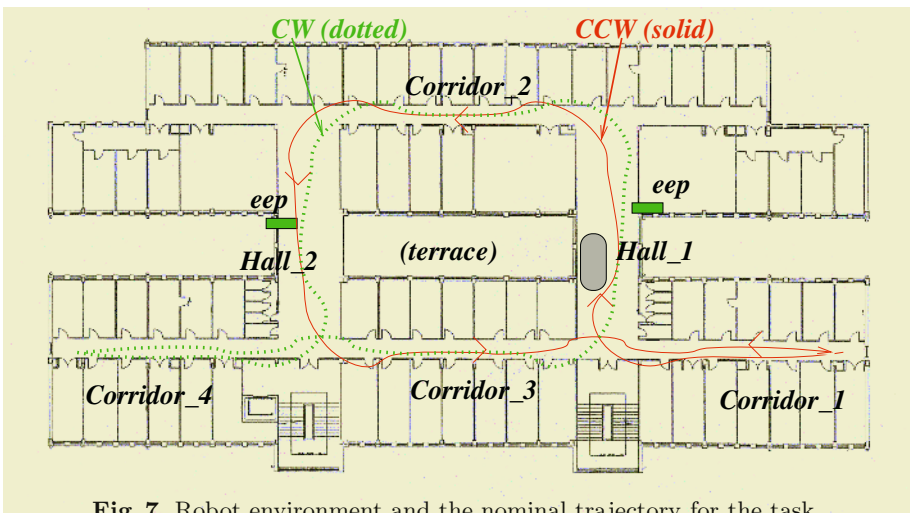 CW (dotted)
CCW (solid)
Corridor_2
eep
eep
Hall_2
(terrace)
Hall_1
Corridor_4
Corridor_3
Corridor_1
Fig. 7. Robot environment and the nominal trajectory for the task.